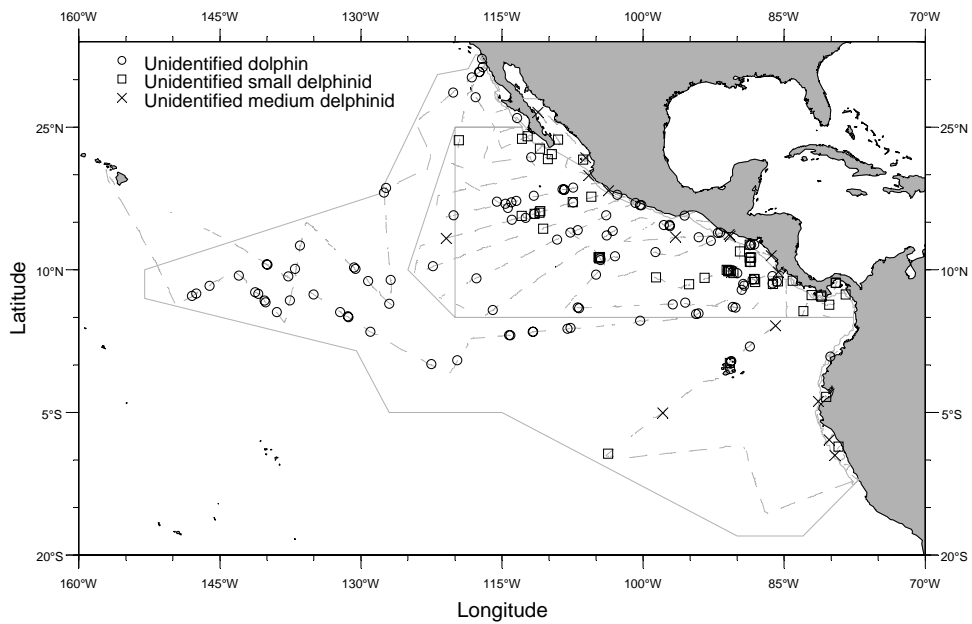 160°W 145°W 130°W 115°W 100°W 85°W 70°W
Unidentified dolphin
Unidentified small delphinid
Unidentified medium delphinid
25°N 25°N
10°N 10°N
5°S 5°S
20°S 20°S
Latitude
160°W 145°W 130°W 115°W 100°W 85°W 70°W
Longitude